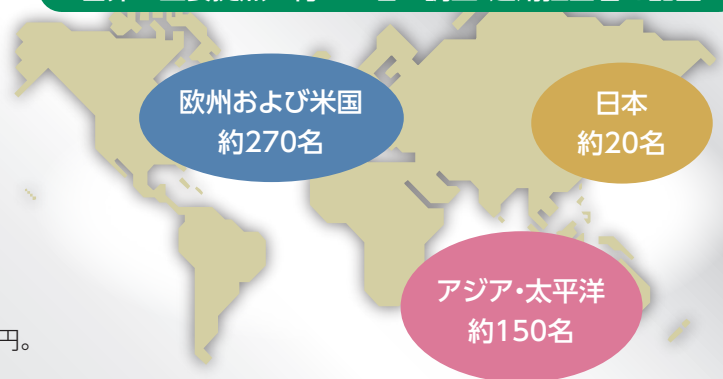 欧州および米国
約270名
日本
約20名
アジア・太平洋
約150名
円。